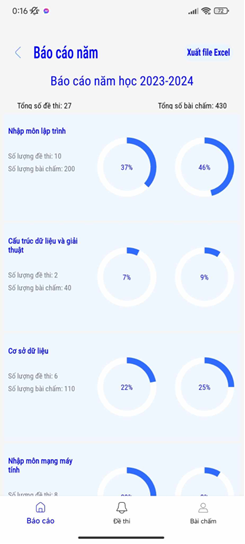 0:16
72
Báo cáo năm
Xuất file Excel
Báo cáo năm học 2023-2024
Tổng số đề thi: 27
Tổng số bài chấm: 430
Nhập môn lập trình
Số lượng đề thi: 10
Số lượng bài chấm: 200
37%
46%
Cấu trúc dữ liệu và giải
thuật
Số lượng đề thi: 2
Số lượng bài chấm: 40
7%
9%
Cơ sở dữ liệu
Số lượng đề thi: 6
Số lượng bài chấm: 110
22%
25%
Nhập môn mạng máy
tính
Số lượng đề thi: 8
Báo cáo
Đề thi
Bài chấm